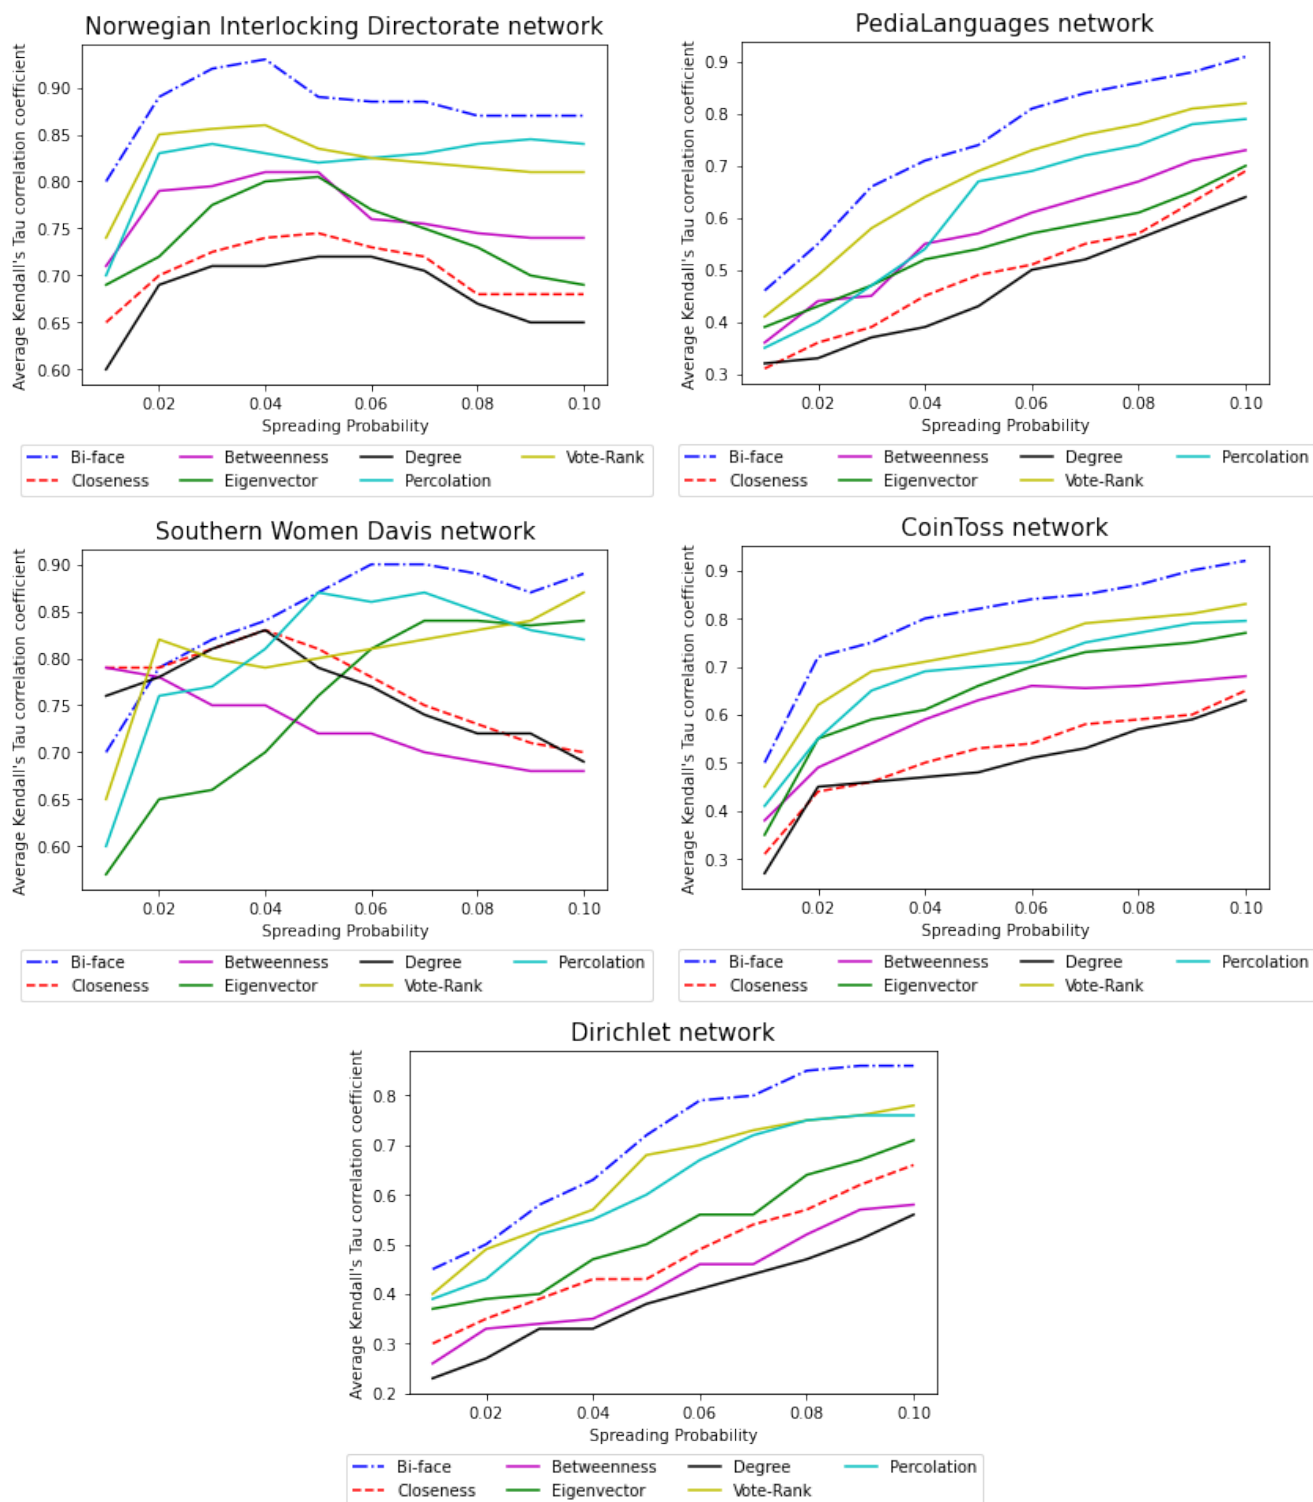 Norwegian Interlocking Directorate network
Average Kendall's Tau correlation coefficient
0.90
0.85
0.80
0.75
0.70
0.65
0.60
0.02 0.04 0.06 0.08 0.10
Spreading Probability
Bi-face Betweenness Degree Vote-Rank
Closeness Eigenvector Percolation
PediaLanguages network
Average Kendall's Tau correlation coefficient
0.9
0.8
0.7
0.6
0.5
0.4
0.3
0.02 0.04 0.06 0.08 0.10
Spreading Probability
Bi-face Betweenness Degree Percolation
Closeness Eigenvector Vote-Rank
Southern Women Davis network
Average Kendall's Tau correlation coefficient
0.90
0.85
0.80
0.75
0.70
0.65
0.60
0.02 0.04 0.06 0.08 0.10
Spreading Probability
Bi-face Betweenness Degree Percolation
Closeness Eigenvector Vote-Rank
CoinToss network
Average Kendall's Tau correlation coefficient
0.9
0.8
0.7
0.6
0.5
0.4
0.3
0.02 0.04 0.06 0.08 0.10
Spreading Probability
Bi-face Betweenness Degree Percolation
Closeness Eigenvector Vote-Rank
Dirichlet network
Average Kendall's Tau correlation coefficient
0.8
0.7
0.6
0.5
0.4
0.3
0.2
0.02 0.04 0.06 0.08 0.10
Spreading Probability
Bi-face Betweenness Degree Percolation
Closeness Eigenvector Vote-Rank